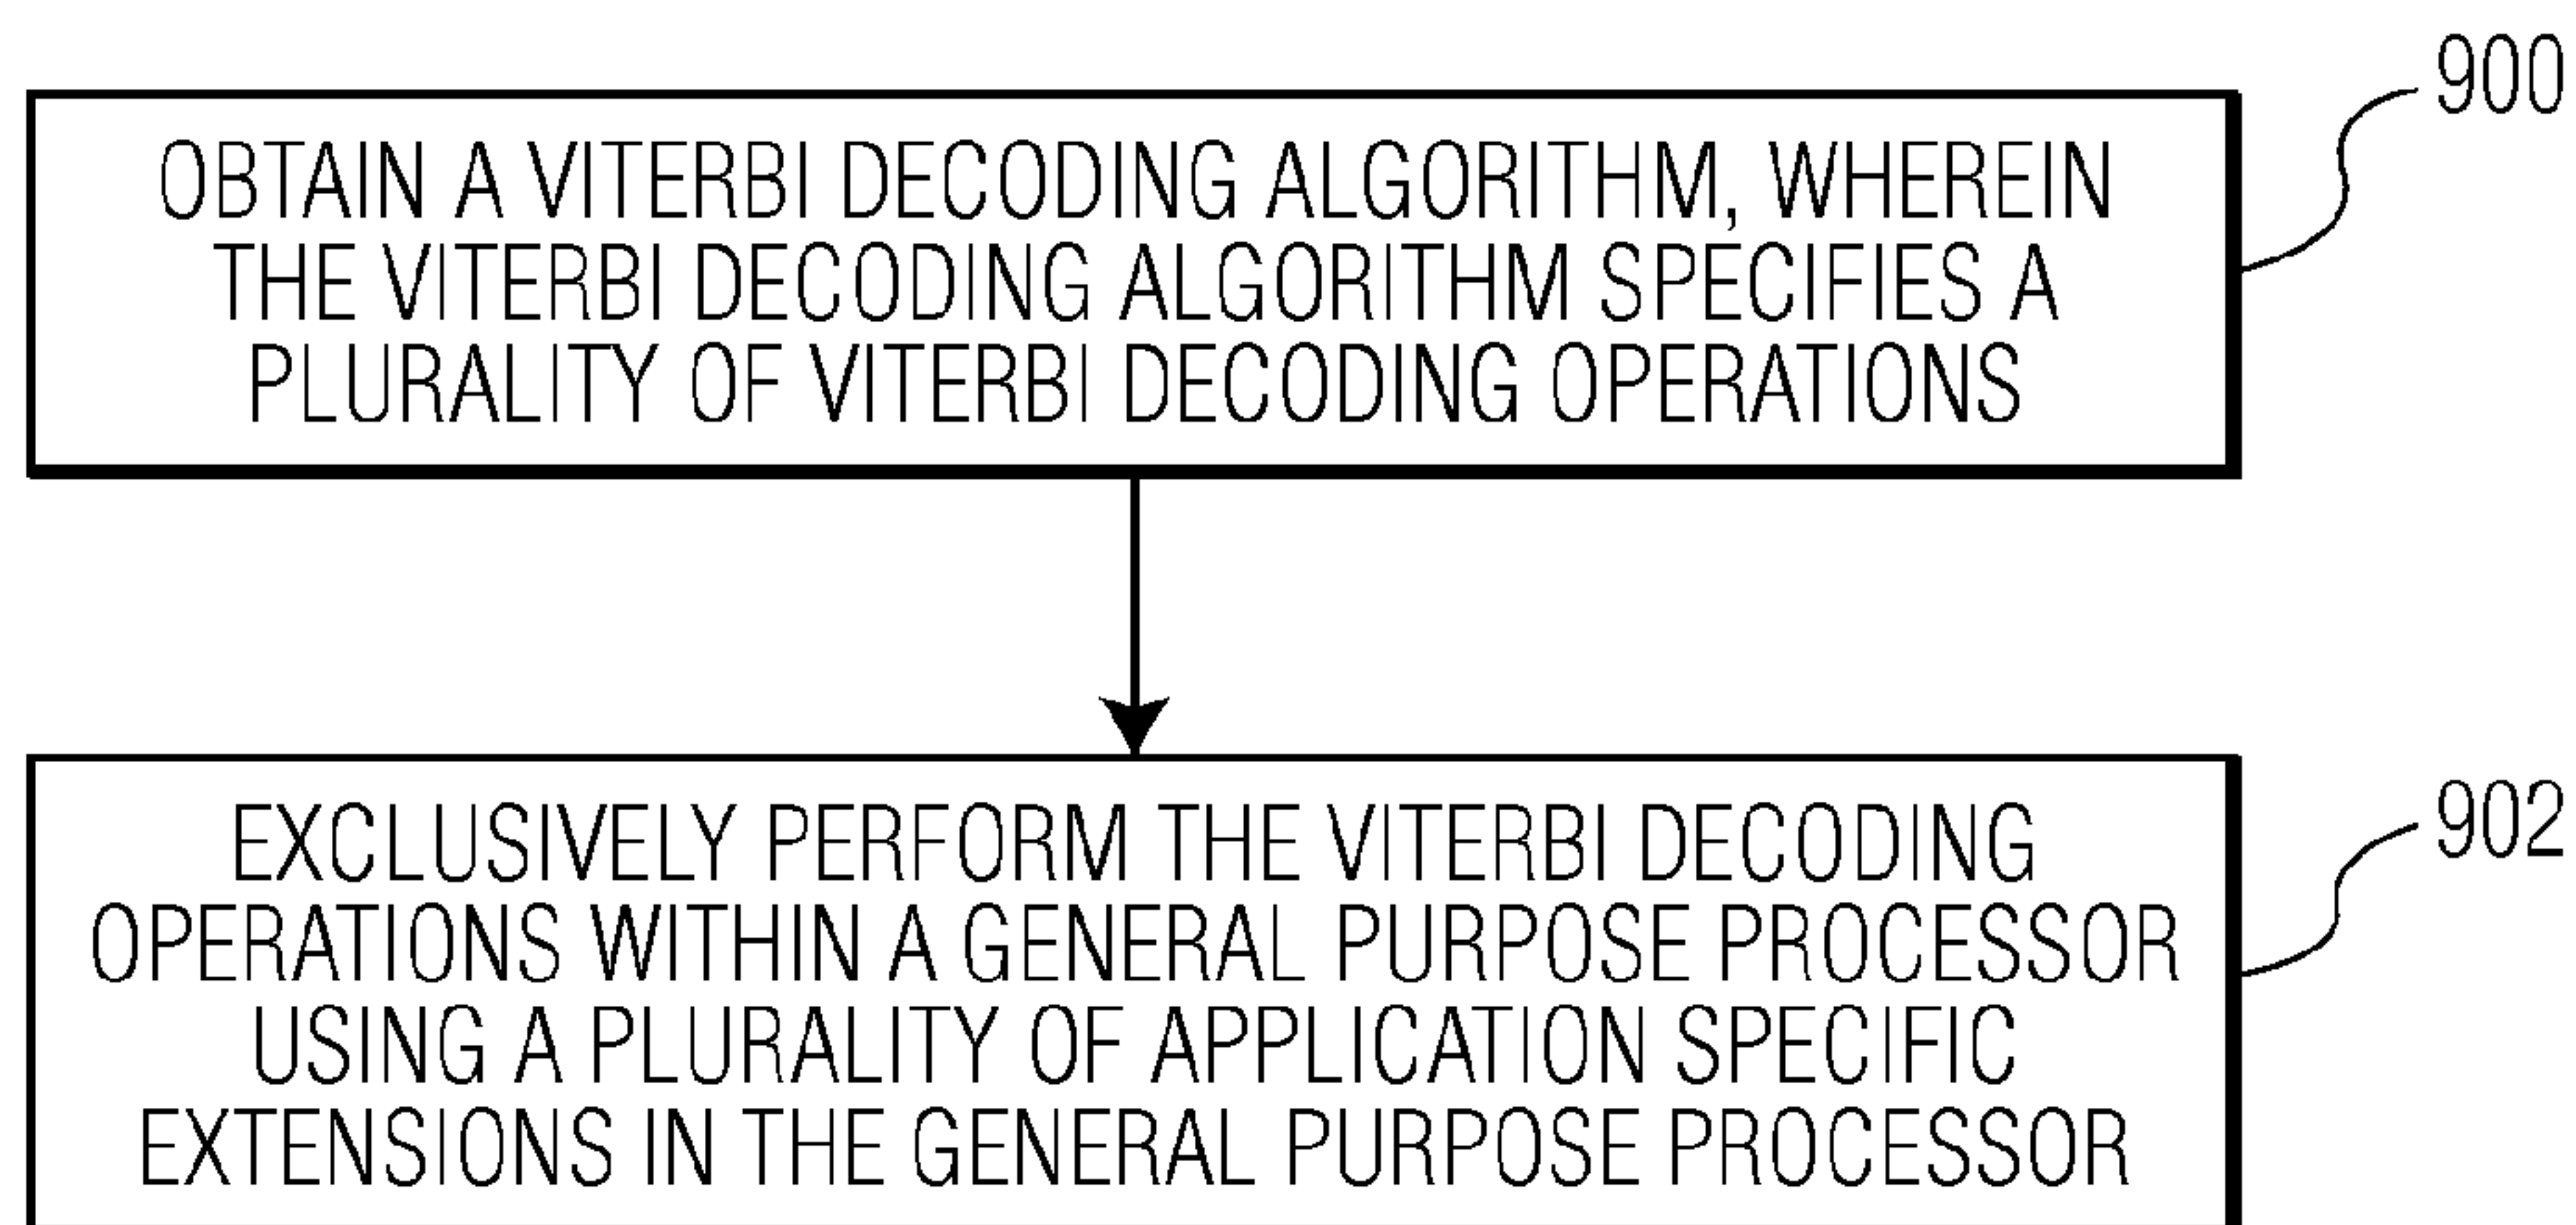 900
OBTAIN A VITERBI DECODING ALGORITHM, WHEREIN
THE VITERBI DECODING ALGORITHM SPECIFIES A
PLURALITY OF VITERBI DECODING OPERATIONS
902
EXCLUSIVELY PERFORM THE VITERBI DECODING
OPERATIONS WITHIN A GENERAL PURPOSE PROCESSOR
USING A PLURALITY OF APPLICATION SPECIFIC
EXTENSIONS IN THE GENERAL PURPOSE PROCESSOR